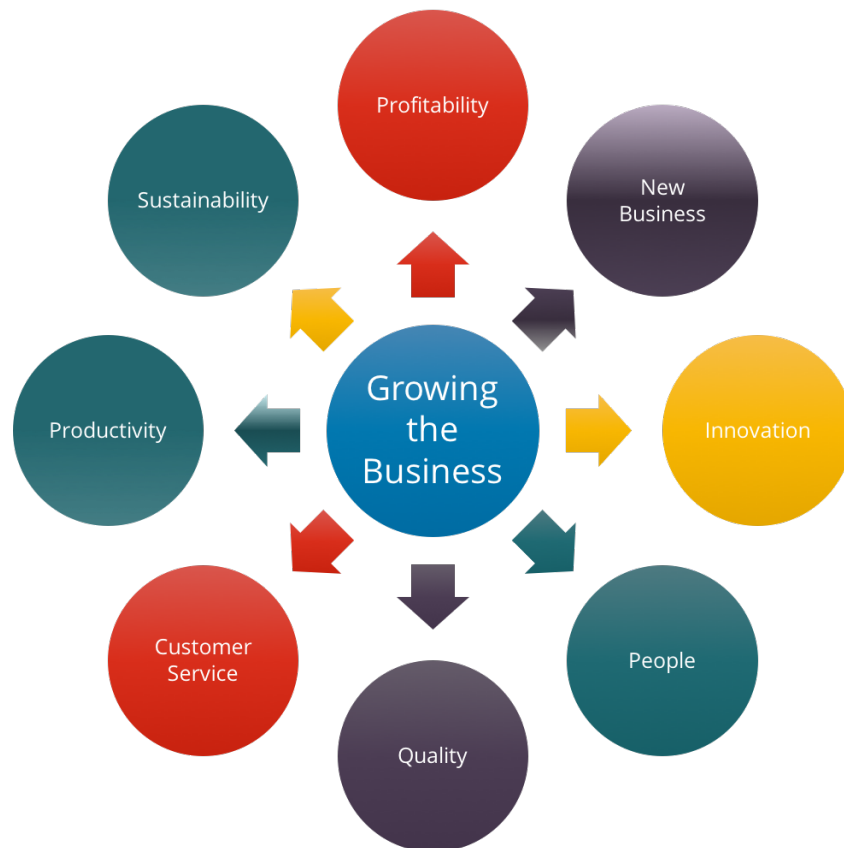 Profitability
New
Business
Sustainability
Growing
the
Business
Productivity
Innovation
Customer
Service
People
Quality